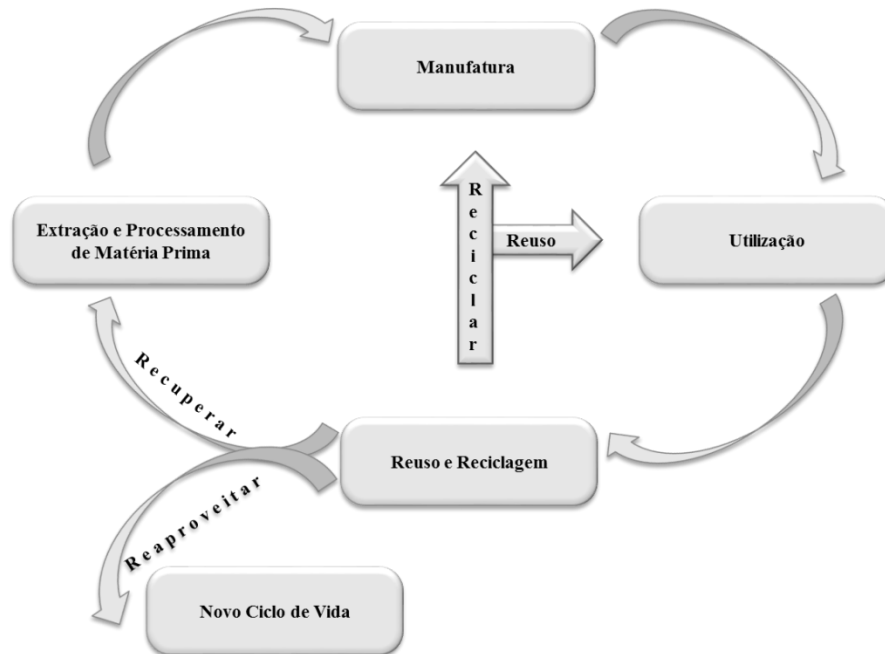 Manufatura
Extração e Processamento
de Matéria Prima
Reciclar
Reuso
Utilização
Recuperar
Reuso e Reciclagem
Reaproveitar
Novo Ciclo de Vida